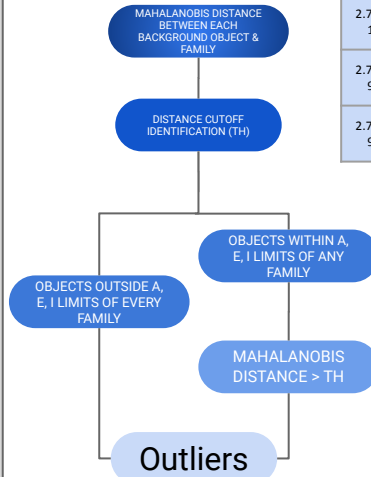 MAHALANOBIS DISTANCE
BETWEEN EACH
BACKGROUND OBJECT &
FAMILY
DISTANCE CUTOFF
IDENTIFICATION (TH)
OBJECTS WITHIN A,
E, I LIMITS OF ANY
FAMILY
OBJECTS OUTSIDE A,
E, I LIMITS OF EVERY
FAMILY
MAHALANOBIS
DISTANCE > TH
Outliers